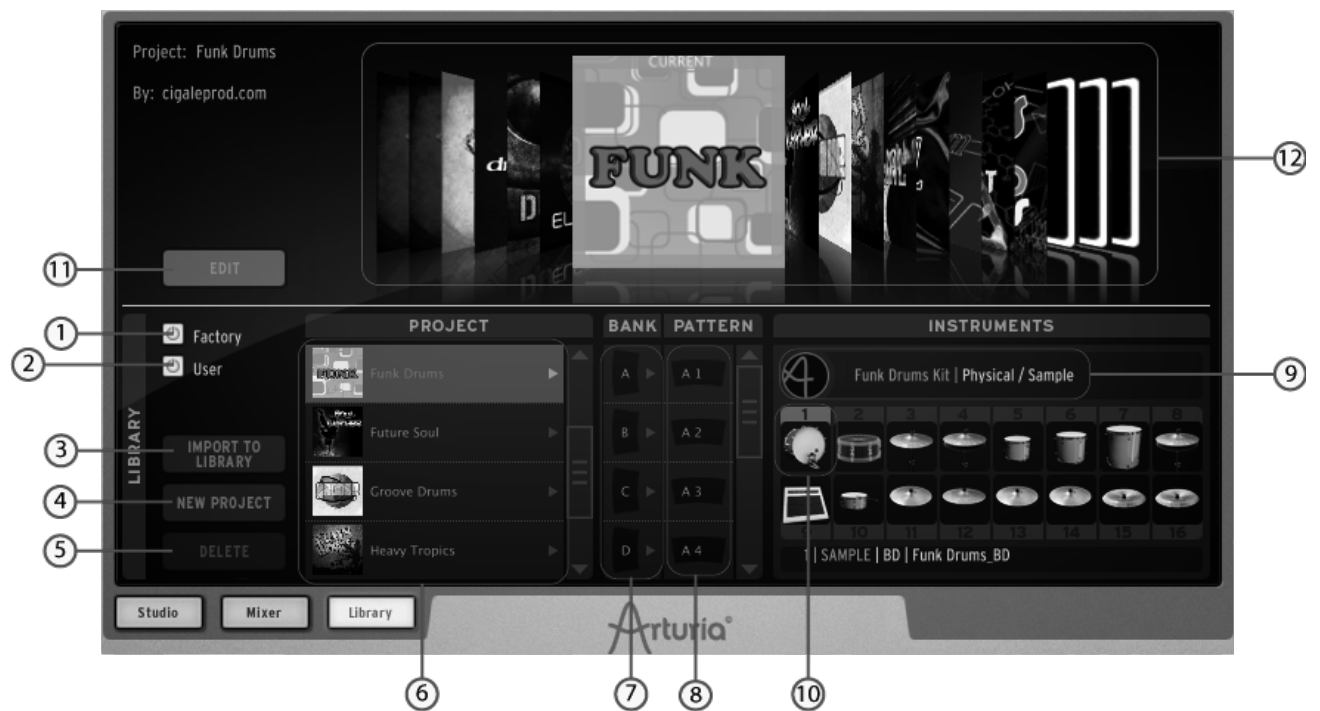 Project: Funk Drums
By: cigaleprod.com
CURRENT
FUNK
12
11
EDIT
1
Factory
2
User
LIBRARY
3
IMPORT TO
LIBRARY
4
NEW PROJECT
5
DELETE
PROJECT
Funk Drums
Future Soul
Groove Drums
Heavy Tropics
BANK
A
B
C
D
PATTERN
A 1
A 2
A 3
A 4
INSTRUMENTS
Funk Drums Kit | Physical / Sample
9
1 2 3 4 5 6 7 8
9 10 11 12 13 14 15 16
1 | SAMPLE | BD | Funk Drums_BD
Studio
Mixer
Library
Arturia
6
7
8
10